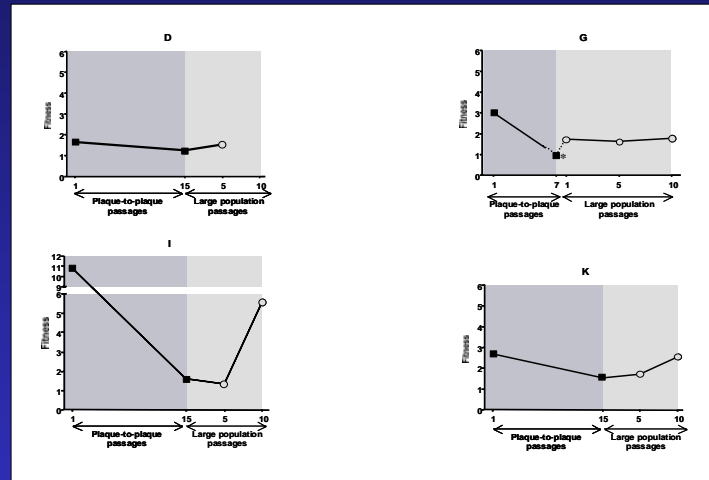 D
6
5
4
3
2
1
0
Fitness
1 15 5 10
Plaque-to-plaque passages
Large population passages
G
6
5
4
3
2
1
0
Fitness
1 7 1 5 10
*
Plaque-to-plaque passages
Large population passages
I
12
11
10
9
6
5
4
3
2
1
0
Fitness
1 15 5 10
Plaque-to-plaque passages
Large population passages
K
6
5
4
3
2
1
0
Fitness
1 15 5 10
Plaque-to-plaque passages
Large population passages